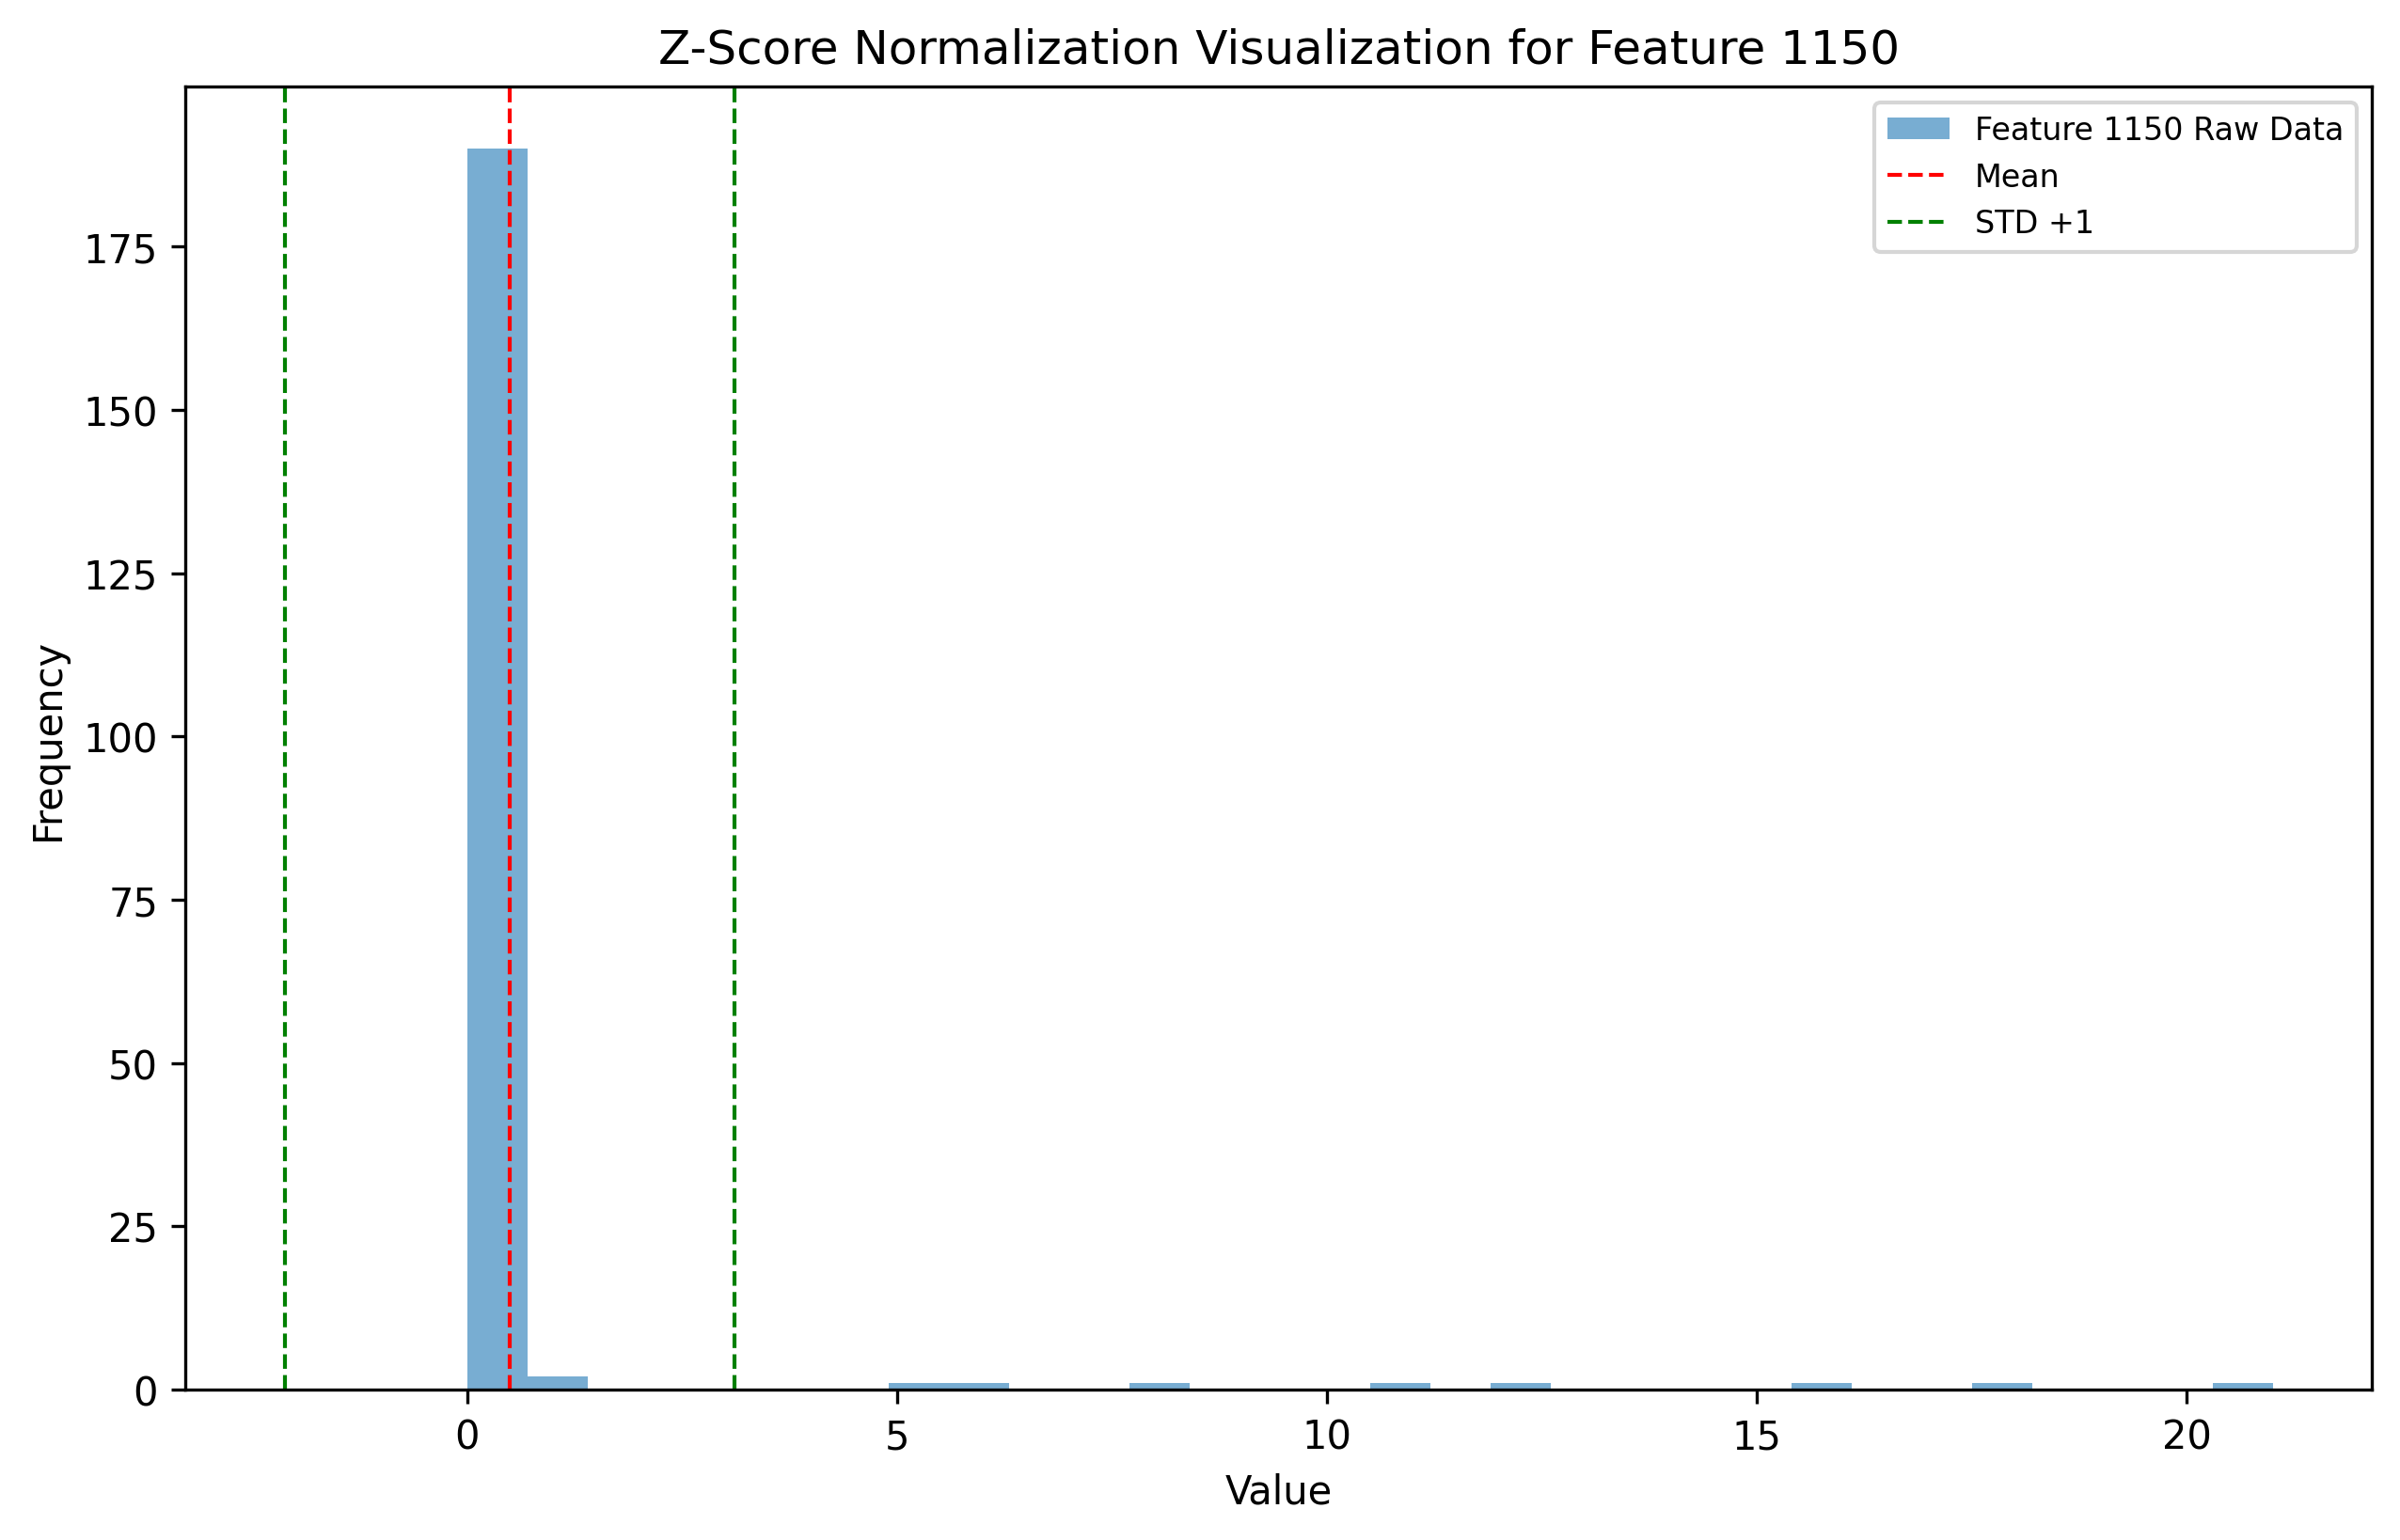 Z-Score Normalization Visualization for Feature 1150
Feature 1150 Raw Data
Mean
STD +1
Frequency
175
150
125
100
75
50
25
0
0 5 10 15 20
Value